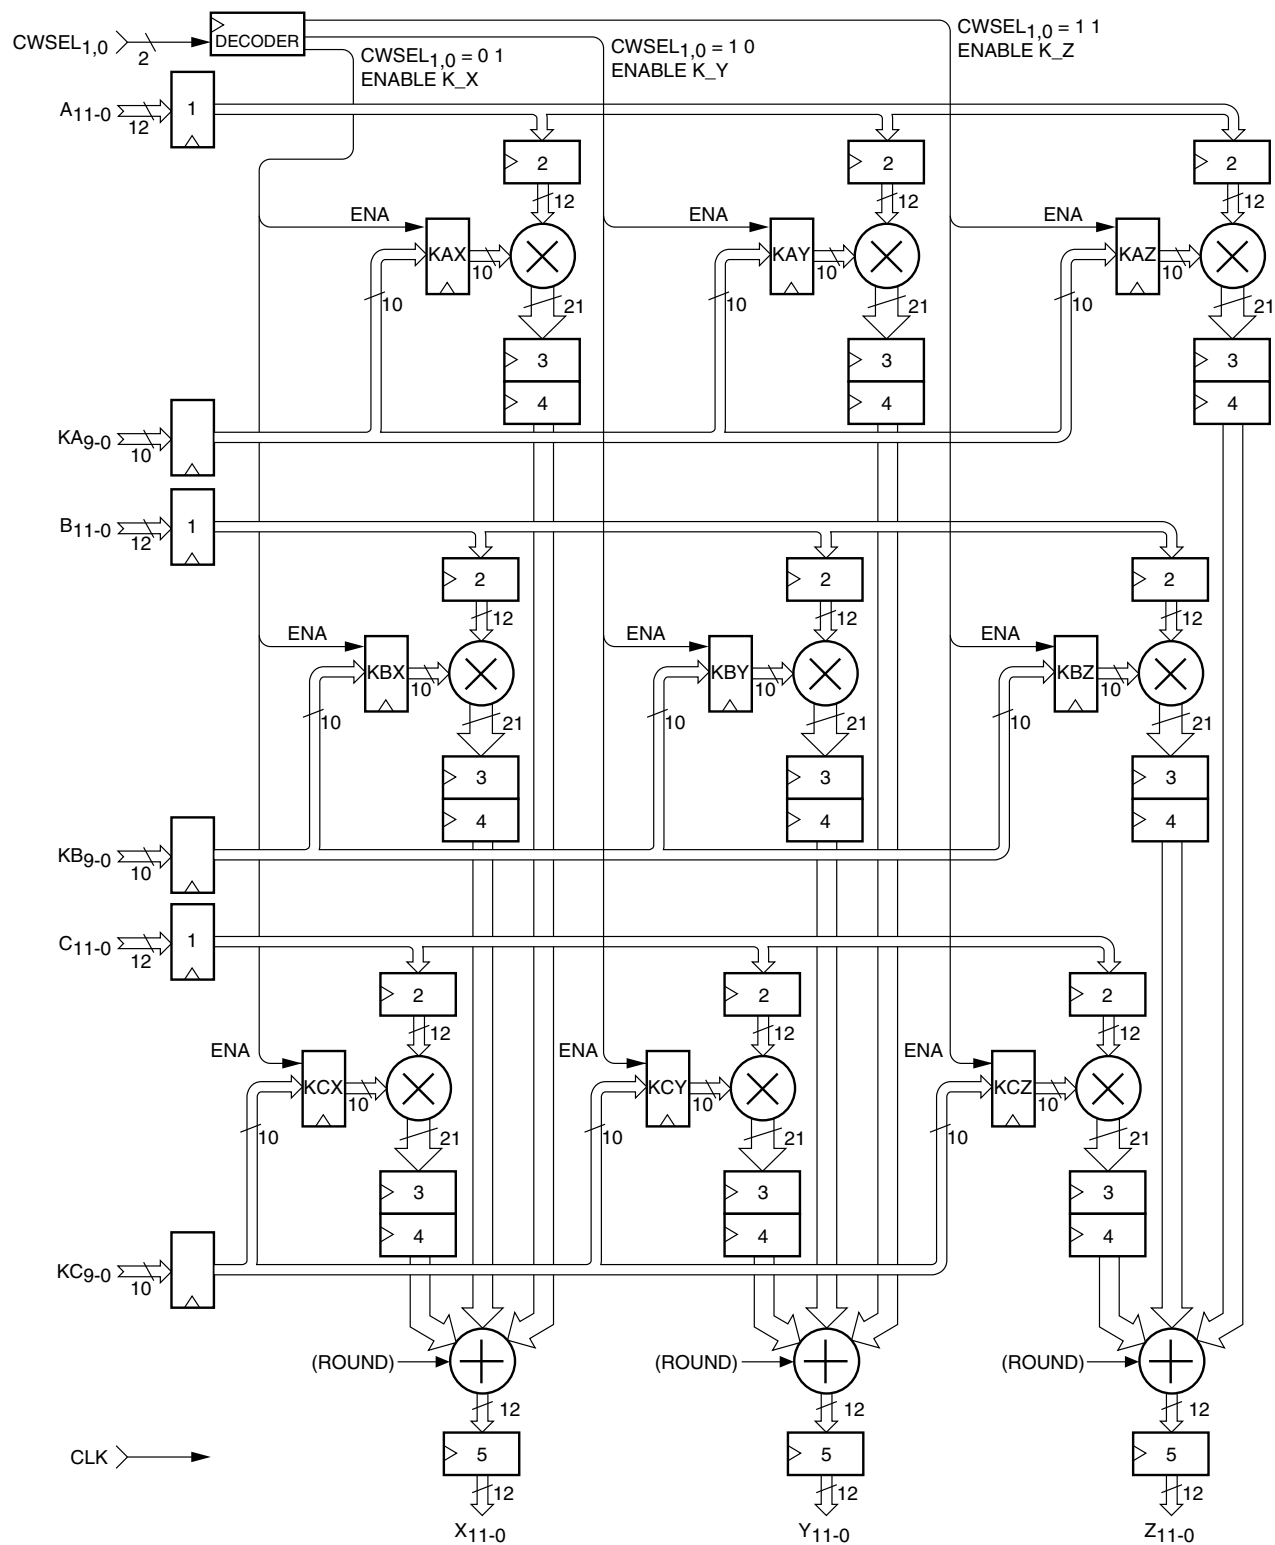 CWSEL1,0
2
DECODER
CWSEL1,0 = 0 1
ENABLE K_X
CWSEL1,0 = 1 0
ENABLE K_Y
CWSEL1,0 = 1 1
ENABLE K_Z
A11-0
12
1
2
2
2
12
12
12
ENA
ENA
ENA
KAX
10
KAY
10
KAZ
10
10
21
10
21
10
21
3
3
3
4
4
4
KA9-0
10
B11-0
12
1
2
2
2
12
12
12
ENA
ENA
ENA
KBX
10
KBY
10
KBZ
10
10
21
10
21
10
21
3
3
3
4
4
4
KB9-0
10
C11-0
12
1
2
2
2
12
12
12
ENA
ENA
ENA
KCX
10
KCY
10
KCZ
10
10
21
10
21
10
21
3
3
3
4
4
4
KC9-0
10
(ROUND)
(ROUND)
(ROUND)
12
12
12
CLK
5
5
5
12
12
12
X11-0
Y11-0
Z11-0